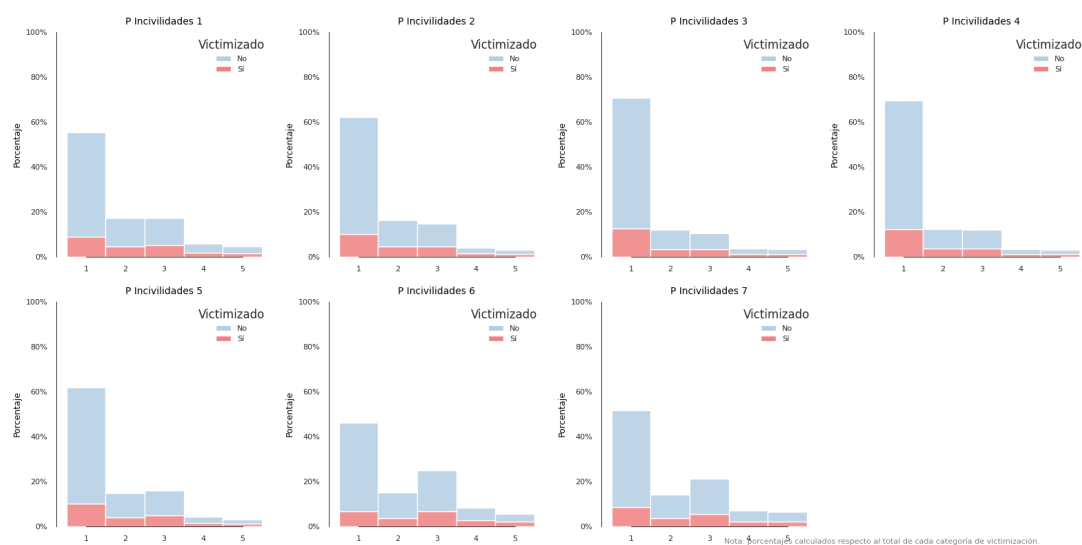 P Incivilidades 1
100%
80%
60%
40%
20%
0%
Porcentaje
1 2 3 4 5
Victimizado
No
Sí
P Incivilidades 2
100%
80%
60%
40%
20%
0%
Porcentaje
1 2 3 4 5
Victimizado
No
Sí
P Incivilidades 3
100%
80%
60%
40%
20%
0%
Porcentaje
1 2 3 4 5
Victimizado
No
Sí
P Incivilidades 4
100%
80%
60%
40%
20%
0%
Porcentaje
1 2 3 4 5
Victimizado
No
Sí
P Incivilidades 5
100%
80%
60%
40%
20%
0%
Porcentaje
1 2 3 4 5
Victimizado
No
Sí
P Incivilidades 6
100%
80%
60%
40%
20%
0%
Porcentaje
1 2 3 4 5
Victimizado
No
Sí
P Incivilidades 7
100%
80%
60%
40%
20%
0%
Porcentaje
1 2 3 4 5
Victimizado
No
Sí
Nota: porcentajes calculados respecto al total de cada categoría de victimización.